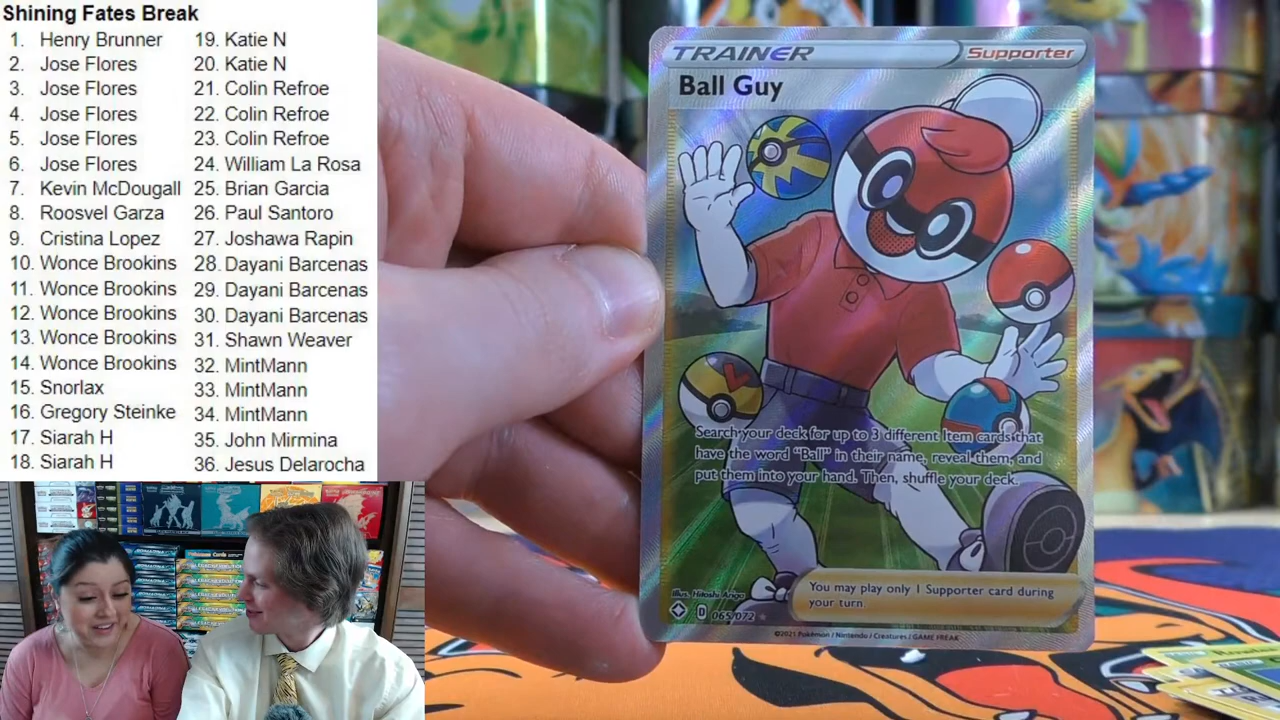 Shining Fates Break
1. Henry Brunner
2. Jose Flores
3. Jose Flores
4. Jose Flores
5. Jose Flores
6. Jose Flores
7. Kevin McDougall
8. Roosvel Garza
9. Cristina Lopez
10. Wonce Brookins
11. Wonce Brookins
12. Wonce Brookins
13. Wonce Brookins
14. Wonce Brookins
15. Snorlax
16. Gregory Steinke
17. Siarah H
18. Siarah H
19. Katie N
20. Katie N
21. Colin Refroe
22. Colin Refroe
23. Colin Refroe
24. William La Rosa
25. Brian Garcia
26. Paul Santoro
27. Joshawa Rapin
28. Dayani Barcenas
29. Dayani Barcenas
30. Dayani Barcenas
31. Shawn Weaver
32. MintMann
33. MintMann
34. MintMann
35. John Mirmina
36. Jesus Delarocha
TRAINER Supporter
Ball Guy
Search your deck for up to 3 different Item cards that
have the word "Ball" in their name, reveal them, and
put them into your hand. Then, shuffle your deck.
You may play only 1 Supporter card during
your turn.
Illus. Hitoshi Ariga
D 065/072
©2021 Pokémon / Nintendo / Creatures / GAME FREAK